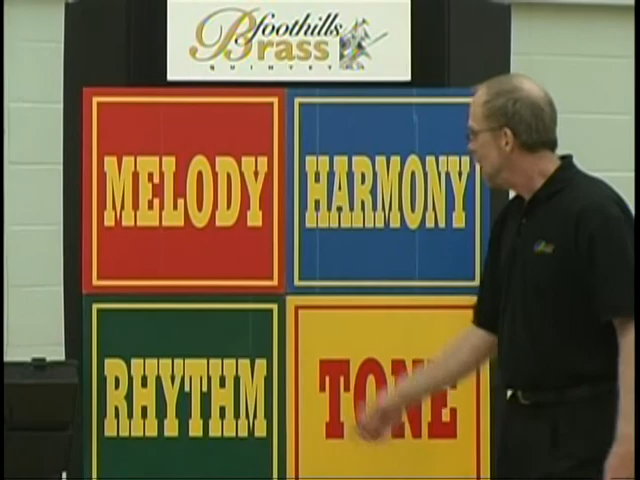 foothills
Brass
QUINTET
MELODY
HARMONY
RHYTHM
TONE